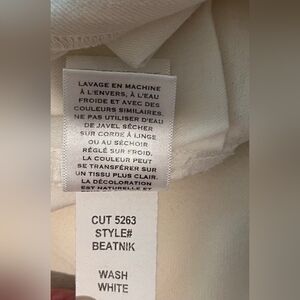 LAVAGE EN MACHINE
À L'ENVERS, À L'EAU
FROIDE ET AVEC DES
COULEURS SIMILAIRES.
NE PAS UTILISER D'EAU
DE JAVEL SÉCHER
SUR CORDE À LINGE
OU AU SÉCHOIR
RÉGLÉ SUR FROID.
LA COULEUR PEUT
SE TRANSFÉRER SUR
UN TISSU PLUS CLAIR.
LA DÉCOLORATION
EST NATURELLE ET
CUT 5263
STYLE#
BEATNIK
WASH
WHITE